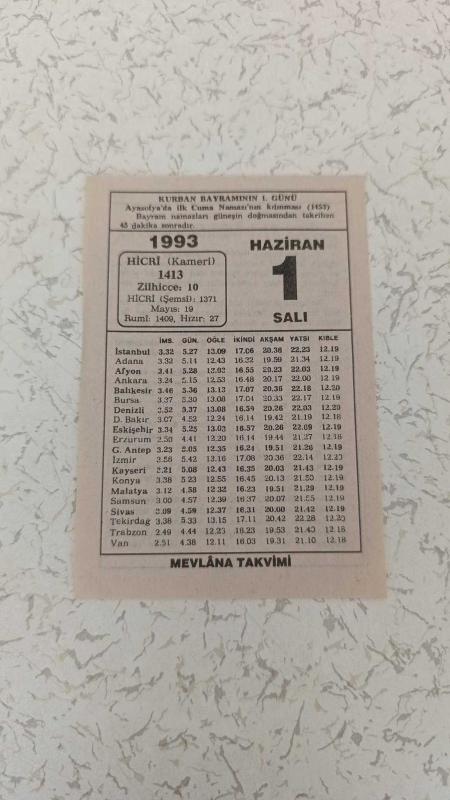 KURBAN BAYRAMININ 1. GÜNÜ
Ayasofya'da ilk Cuma Namazı'nın kılınması (1453)
Bayram namazları güneşin doğmasından takriben
45 dakika sonradır.
1993
HİCRİ (Kameri)
1413
Zilhicce: 10
HİCRİ (Şemsi): 1371
Mayıs: 19
Rumî: 1409, Hızır: 27
HAZİRAN
1
SALI
İMS. GÜN. ÖĞLE İKİNDİ AKŞAM YATSI KIBLE
İstanbul 3.32 5.27 13.09 17.06 20.38 22.23 12.19
Adana 3.32 5.14 12.43 16.32 19.59 21.34 12.19
Afyon 3.41 5.28 12.02 16.55 20.23 22.03 12.19
Ankara 3.24 5.15 12.53 16.48 20.17 22.00 12.19
Balıkesir 3.46 5.36 13.13 17.07 20.36 22.18 12.20
Bursa 3.37 5.30 13.08 17.04 20.33 22.17 12.19
Denizli 3.52 5.37 13.08 16.59 20.26 22.03 12.20
D. Bakır 3.07 4.52 12.24 16.14 19.42 21.19 12.18
Eskişehir 3.34 5.25 13.03 16.57 20.26 22.09 12.19
Erzurum 2.50 4.41 12.20 16.14 19.44 21.27 12.18
G. Antep 3.23 5.05 12.35 16.24 19.51 21.26 12.19
İzmir 3.56 5.42 13.16 17.08 20.36 22.14 12.20
Kayseri 3.21 5.08 12.43 16.35 20.03 21.43 12.19
Konya 3.38 5.23 12.55 16.45 20.13 21.50 12.19
Malatya 3.12 4.58 12.32 16.23 19.51 21.29 12.19
Samsun 3.00 4.57 12.39 16.37 20.07 21.55 12.19
Sivas 3.09 4.59 12.37 16.31 20.00 21.42 12.19
Tekirdağ 3.38 5.33 13.15 17.11 20.42 22.28 12.20
Trabzon 2.49 4.44 12.25 16.23 19.53 21.40 12.18
Van 2.51 4.38 12.11 16.03 19.31 21.10 12.18
MEVLÂNA TAKVİMİ